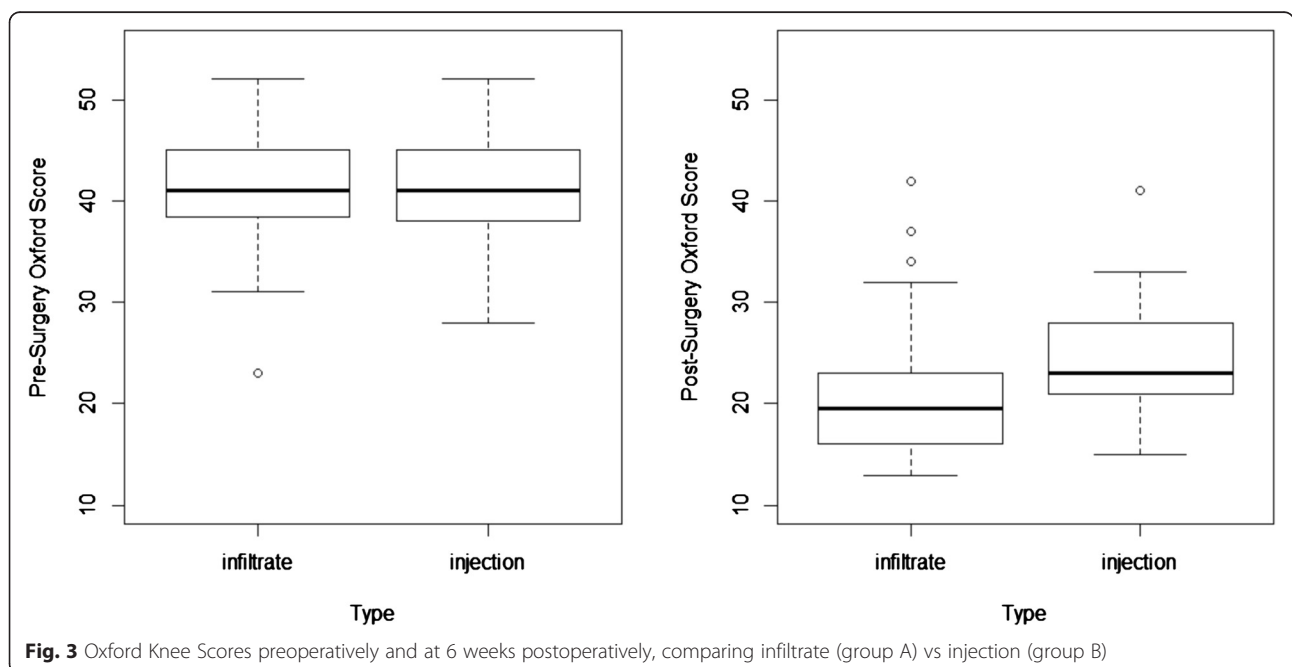 Pre-Surgery Oxford Score
50
40
30
20
10
infiltrate injection
Type
Post-Surgery Oxford Score
50
40
30
20
10
infiltrate injection
Type
Fig. 3 Oxford Knee Scores preoperatively and at 6 weeks postoperatively, comparing infiltrate (group A) vs injection (group B)